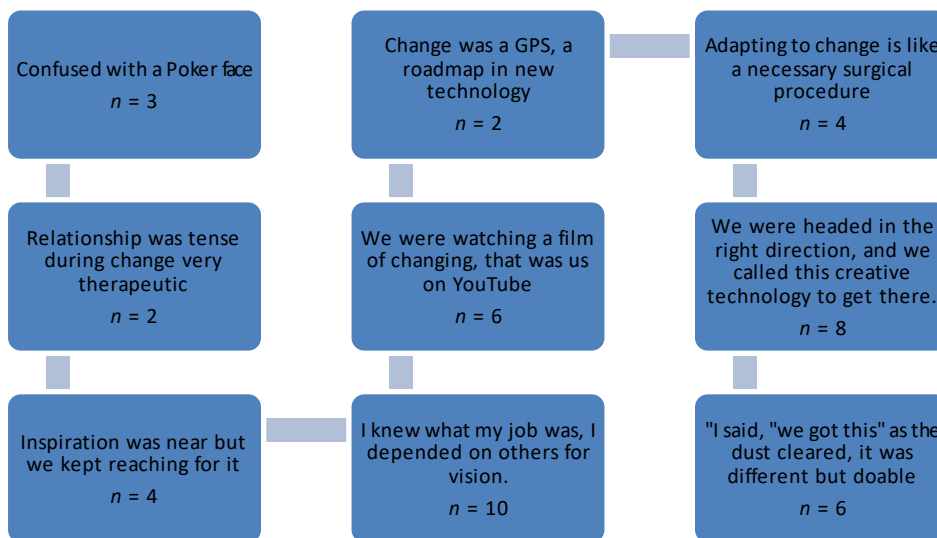 Confused with a Poker face
n = 3
Relationship was tense
during change very
therapeutic
n = 2
Inspiration was near but
we kept reaching for it
n = 4
I knew what my job was, I
depended on others for
vision.
n = 10
We were watching a film
of changing, that was us
on YouTube
n = 6
Change was a GPS, a
roadmap in new
technology
n = 2
Adapting to change is like
a necessary surgical
procedure
n = 4
We were headed in the
right direction, and we
called this creative
technology to get there.
n = 8
"I said, "we got this" as the
dust cleared, it was
different but doable
n = 6